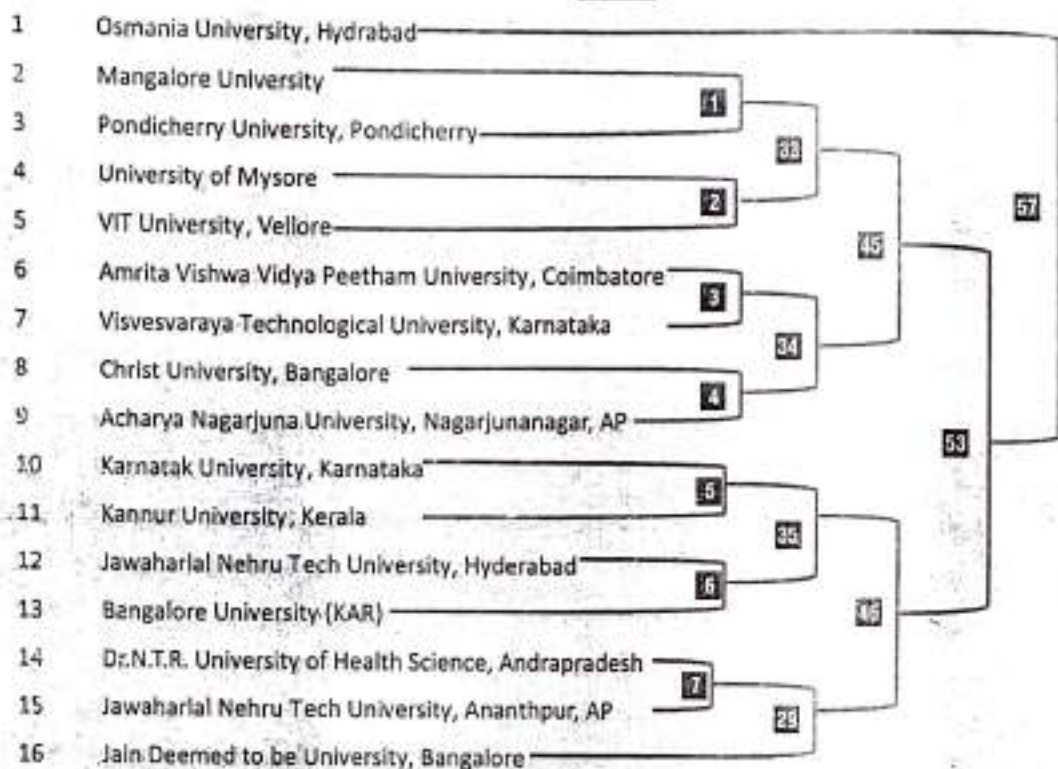 1 Osmania University, Hydrabad
2 Mangalore University
1
3 Pondicherry University, Pondicherry
33
4 University of Mysore
2
5 VIT University, Vellore
57
45
6 Amrita Vishwa Vidya Peetham University, Coimbatore
3
7 Visvesvaraya Technological University, Karnataka
34
8 Christ University, Bangalore
4
9 Acharya Nagarjuna University, Nagarjunanagar, AP
53
10 Karnatak University, Karnataka
5
11 Kannur University, Kerala
35
12 Jawaharlal Nehru Tech University, Hyderabad
6
13 Bangalore University (KAR)
14 Dr.N.T.R. University of Health Science, Andrapradesh
7
15 Jawaharlal Nehru Tech University, Ananthpur, AP
29
16 Jain Deemed to be University, Bangalore